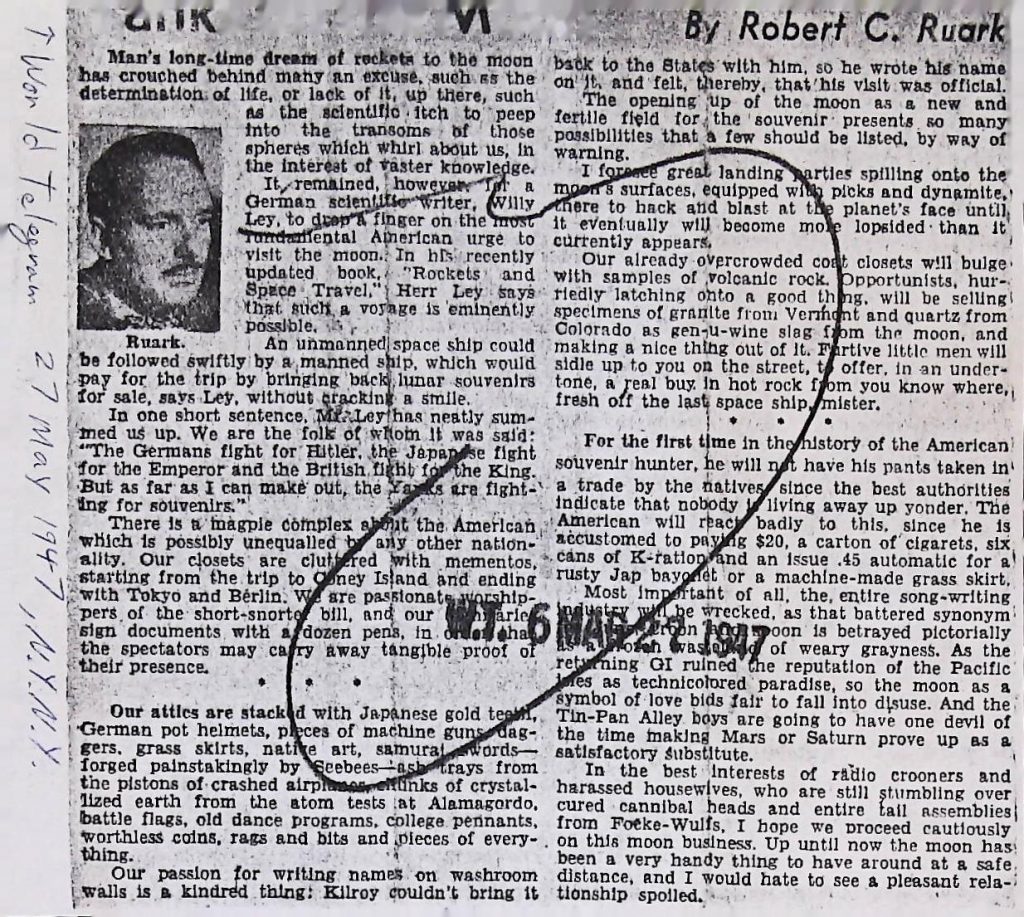 By Robert C. Ruark
Man's long-time dream of rockets to the moon
has crouched behind many an excuse, such as the
determination of life, or lack of it, up there, such
as the scientific itch to peep
into the transoms of those
spheres which whirl about us, in
the interest of vaster knowledge.
It remained, however, for a
German scientific writer, Willy
Ley, to drop a finger on the most
fundamental American urge to
visit the moon. In his recently
updated book, "Rockets and
Space Travel," Herr Ley says
that such a voyage is eminently
possible.
Ruark.
An unmanned space ship could
be followed swiftly by a manned ship, which would
pay for the trip by bringing back lunar souvenirs
for sale, says Ley, without cracking a smile.
In one short sentence, Mr. Ley has neatly sum-
med us up. We are the folk of whom it was said:
"The Germans fight for Hitler, the Japanese fight
for the Emperor and the British fight for the King.
But as far as I can make out, the Yanks are fight-
ing for souvenirs."
There is a magpie complex about the American
which is possibly unequalled by any other nation-
ality. Our closets are cluttered with mementos,
starting from the trip to Coney Island and ending
with Tokyo and Berlin. We are passionate worship-
pers of the short-snorter bill, and our
sign documents with a dozen pens, in that
the spectators may carry away tangible proof of
their presence.
• • •
Our attics are stacked with Japanese gold teeth,
German pot helmets, pieces of machine guns, dag-
gers, grass skirts, native art, samurai swords—
forged painstakingly by Seebees—ash trays from
the pistons of crashed airplanes, chunks of crystal-
lized earth from the atom tests at Alamagordo,
battle flags, old dance programs, college pennants,
worthless coins, rags and bits and pieces of every-
thing.
Our passion for writing names on washroom
walls is a kindred thing: Kilroy couldn't bring it
back to the States with him, so he wrote his name
on it, and felt, thereby, that his visit was official.
The opening up of the moon as a new and
fertile field for the souvenir presents so many
possibilities that a few should be listed, by way of
warning.
I foresee great landing parties spilling onto the
moon's surfaces, equipped with picks and dynamite,
there to hack and blast at the planet's face until
it eventually will become more lopsided than it
currently appears.
Our already overcrowded coat closets will bulge
with samples of volcanic rock. Opportunists, hur-
riedly latching onto a good thing, will be selling
specimens of granite from Vermont and quartz from
Colorado as gen-u-wine slag from the moon, and
making a nice thing out of it. Furtive little men will
sidle up to you on the street, to offer, in an under-
tone, a real buy in hot rock from you know where,
fresh off the last space ship, mister.
• • •
For the first time in the history of the American
souvenir hunter, he will not have his pants taken in
a trade by the natives, since the best authorities
indicate that nobody is living away up yonder. The
American will react badly to this, since he is
accustomed to paying $20, a carton of cigarets, six
cans of K-ration and an issue .45 automatic for a
rusty Jap bayonet or a machine-made grass skirt.
Most important of all, the entire song-writing
industry will be wrecked, as that battered synonym
moon is betrayed pictorially
as a of weary grayness. As the
returning GI ruined the reputation of the Pacific
isles as technicolored paradise, so the moon as a
symbol of love bids fair to fall into disuse. And the
Tin-Pan Alley boys are going to have one devil of
the time making Mars or Saturn prove up as a
satisfactory substitute.
In the best interests of radio crooners and
harassed housewives, who are still stumbling over
cured cannibal heads and entire tail assemblies
from Focke-Wulfs, I hope we proceed cautiously
on this moon business. Up until now the moon has
been a very handy thing to have around at a safe
distance, and I would hate to see a pleasant rela-
tionship spoiled.
W.T. 6 MAG 27 1947
↑ World Telegram 27 May 1947, N.Y.N.Y.